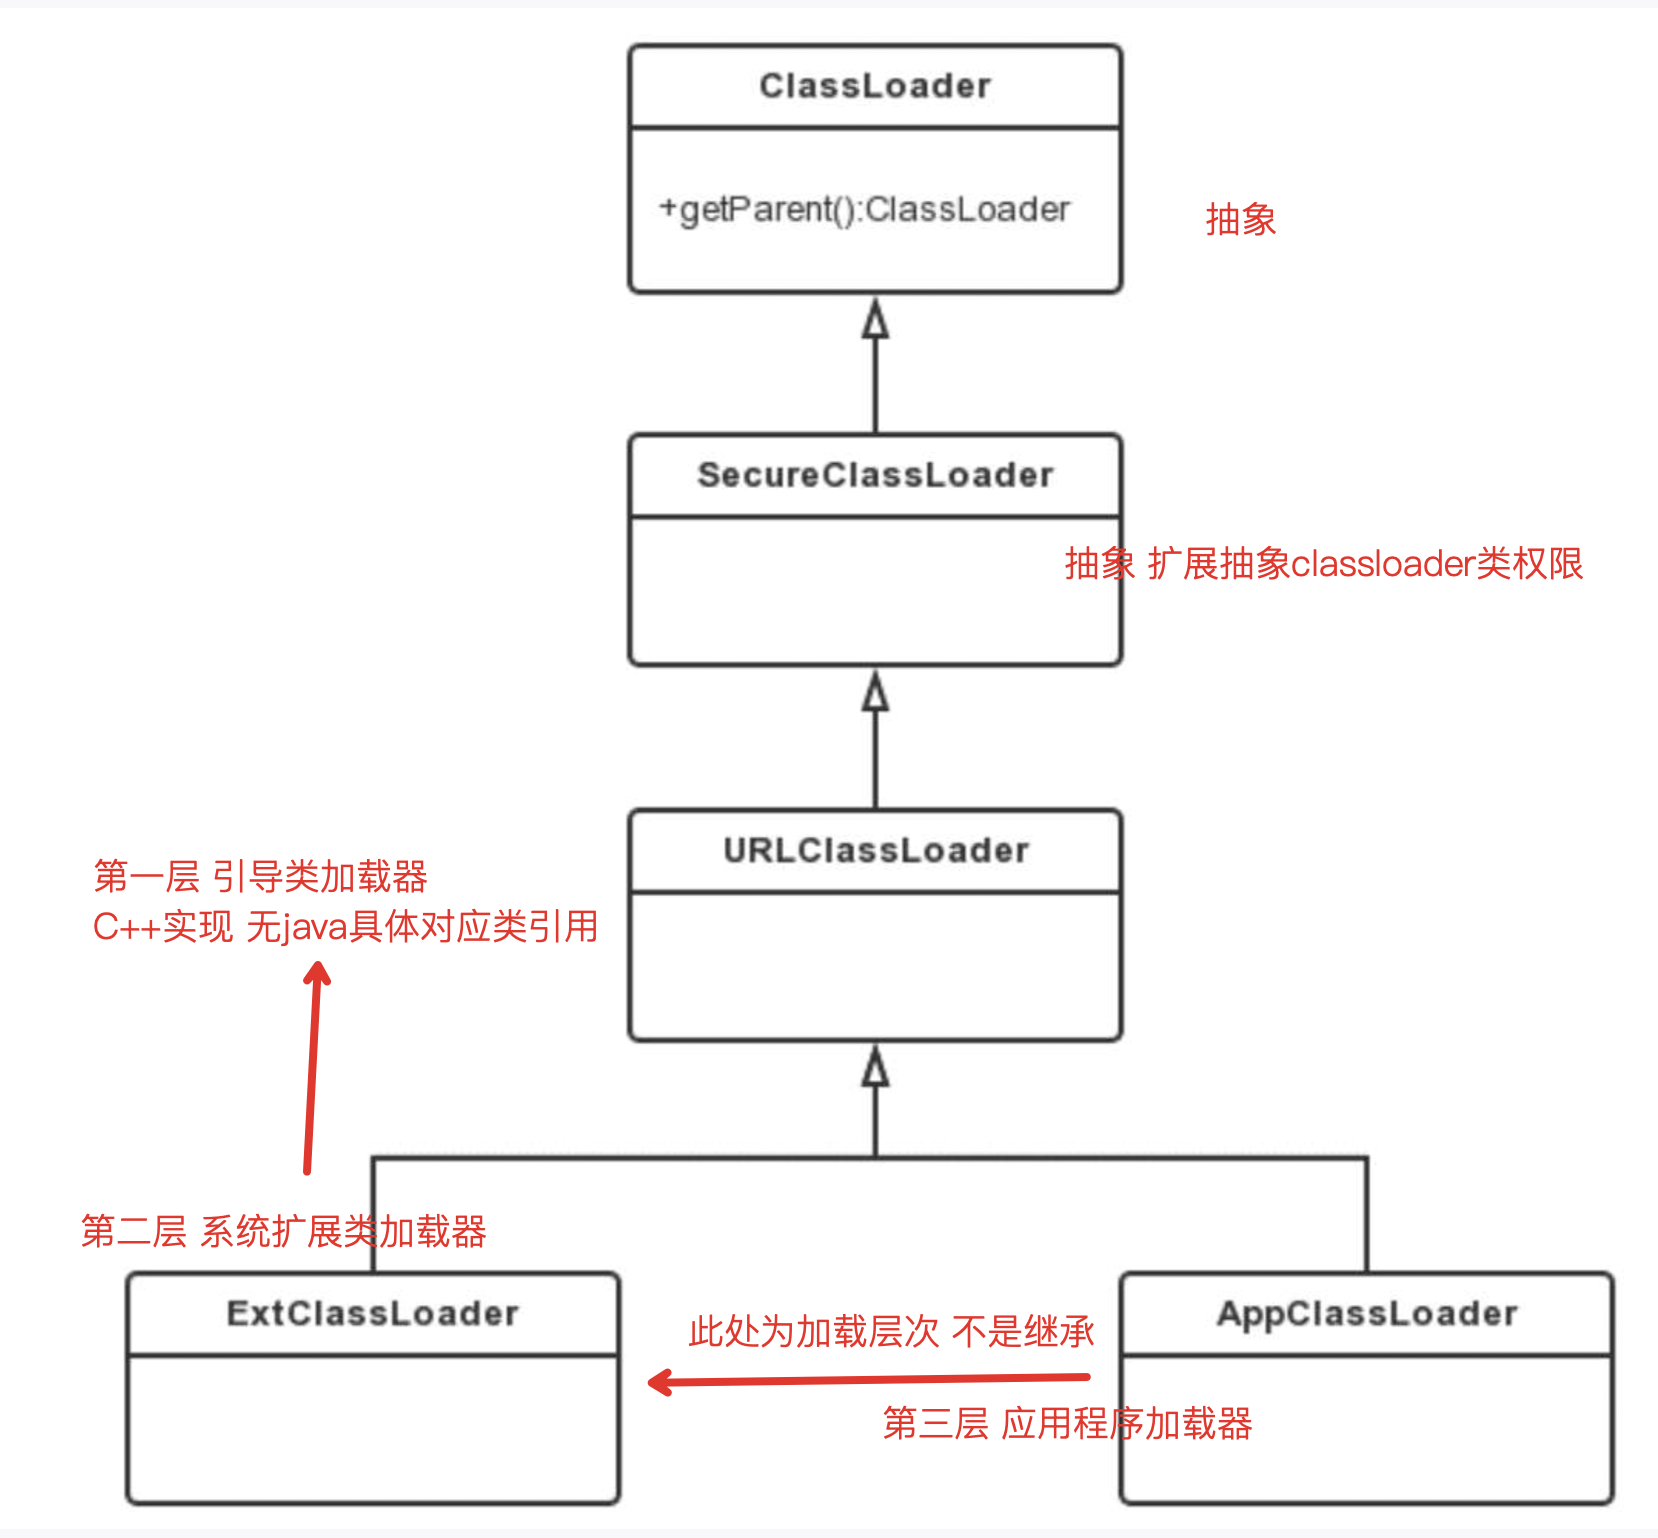 ClassLoader
+getParent():ClassLoader
抽象
SecureClassLoader
抽象 扩展抽象classloader类权限
URLClassLoader
第一层 引导类加载器
C++实现 无java具体对应类引用
第二层 系统扩展类加载器
ExtClassLoader
此处为加载层次 不是继承
AppClassLoader
第三层 应用程序加载器